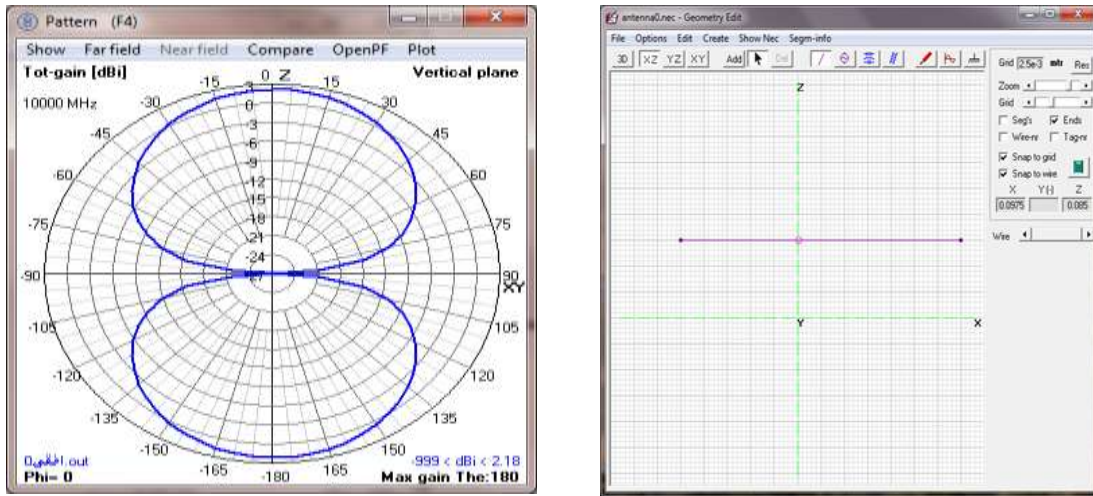 Pattern (F4)
Show Far field Near field Compare OpenPF Plot
Tot-gain [dBi] Vertical plane
10000 MHz
0 Z
-15 15
-30 30
-45 45
-60 60
-75 75
-90 90
XY
-105 105
-120 120
-135 135
-150 150
-165 165
-180
3
0
-3
-6
-9
-12
-15
-18
-21
-24
-27
.out
-999 < dBi < 2.18
Phi= 0 Max gain The:180
antenna0.nec - Geometry Edit
File Options Edit Create Show Nec Segm-info
3D XZ YZ XY Add Del
Grid 2.5e-3 mtr Res
Zoom
Grid
Seg's Ends
Wire-nr Tag-nr
Snap to grid
Snap to wire
X Y(-) Z
0.0975 0.085
Wire
Z
Y X